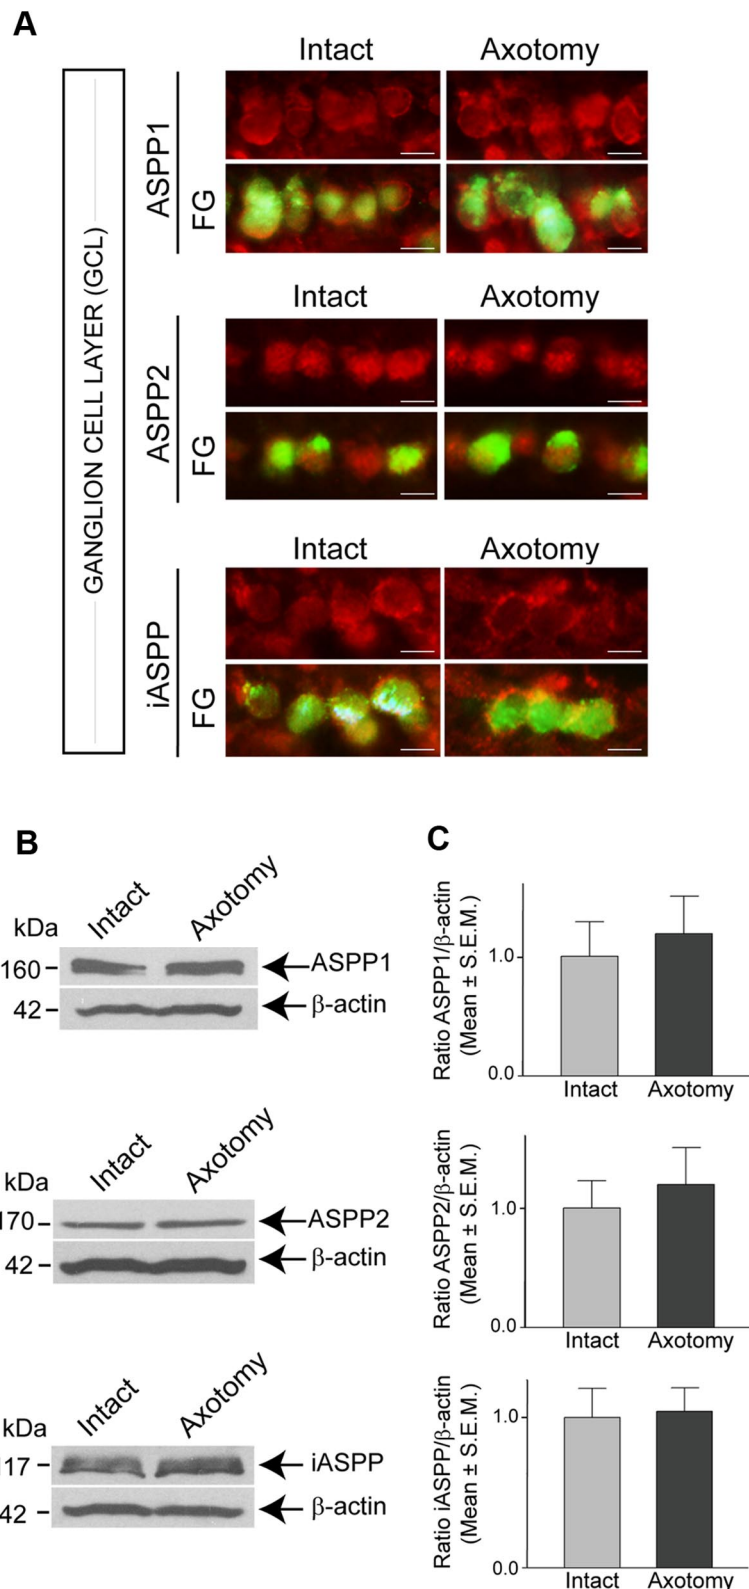 A
Intact Axotomy
GANGLION CELL LAYER (GCL)
ASPP1
FG
Intact Axotomy
ASPP2
FG
Intact Axotomy
iASPP
FG
B
kDa Intact Axotomy
160 ASPP1
42 β-actin
kDa Intact Axotomy
170 ASPP2
42 β-actin
kDa Intact Axotomy
117 iASPP
42 β-actin
C
Ratio ASPP1/β-actin
(Mean ± S.E.M.)
1.0
0.0
Intact Axotomy
Ratio ASPP2/β-actin
(Mean ± S.E.M.)
1.0
0.0
Intact Axotomy
Ratio iASPP/β-actin
(Mean ± S.E.M.)
1.0
0.0
Intact Axotomy